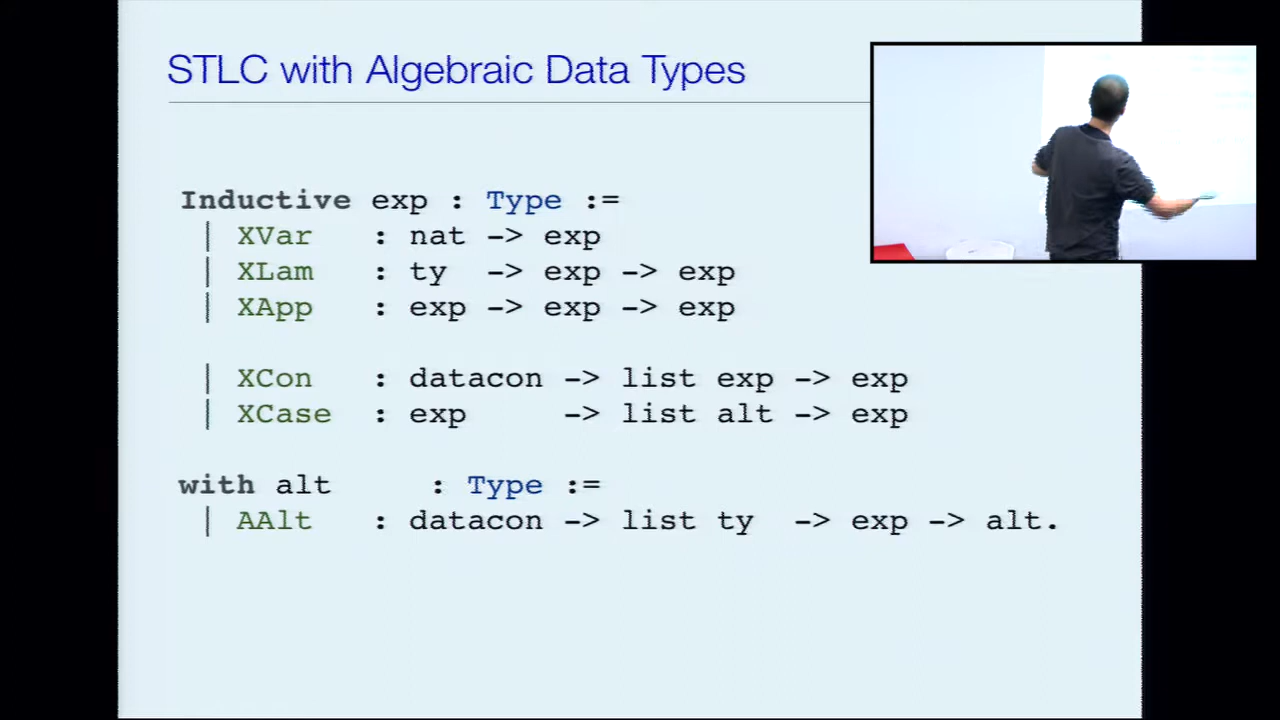 STLC with Algebraic Data Types
Inductive exp : Type :=
| XVar : nat -> exp
| XLam : ty -> exp -> exp
| XApp : exp -> exp -> exp
| XCon : datacon -> list exp -> exp
| XCase : exp -> list alt -> exp
with alt : Type :=
| AAlt : datacon -> list ty -> exp -> alt.